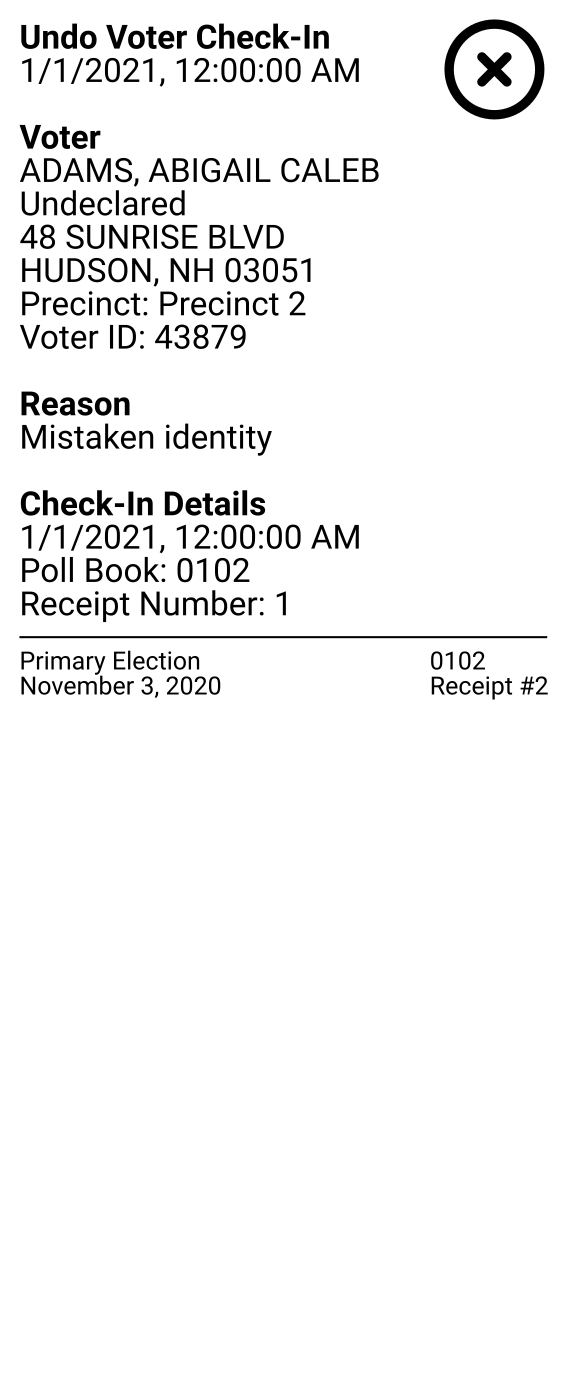 Undo Voter Check-In
1/1/2021, 12:00:00 AM
Voter
ADAMS, ABIGAIL CALEB
Undeclared
48 SUNRISE BLVD
HUDSON, NH 03051
Precinct: Precinct 2
Voter ID: 43879
Reason
Mistaken identity
Check-In Details
1/1/2021, 12:00:00 AM
Poll Book: 0102
Receipt Number: 1
Primary Election
November 3, 2020
0102
Receipt #2